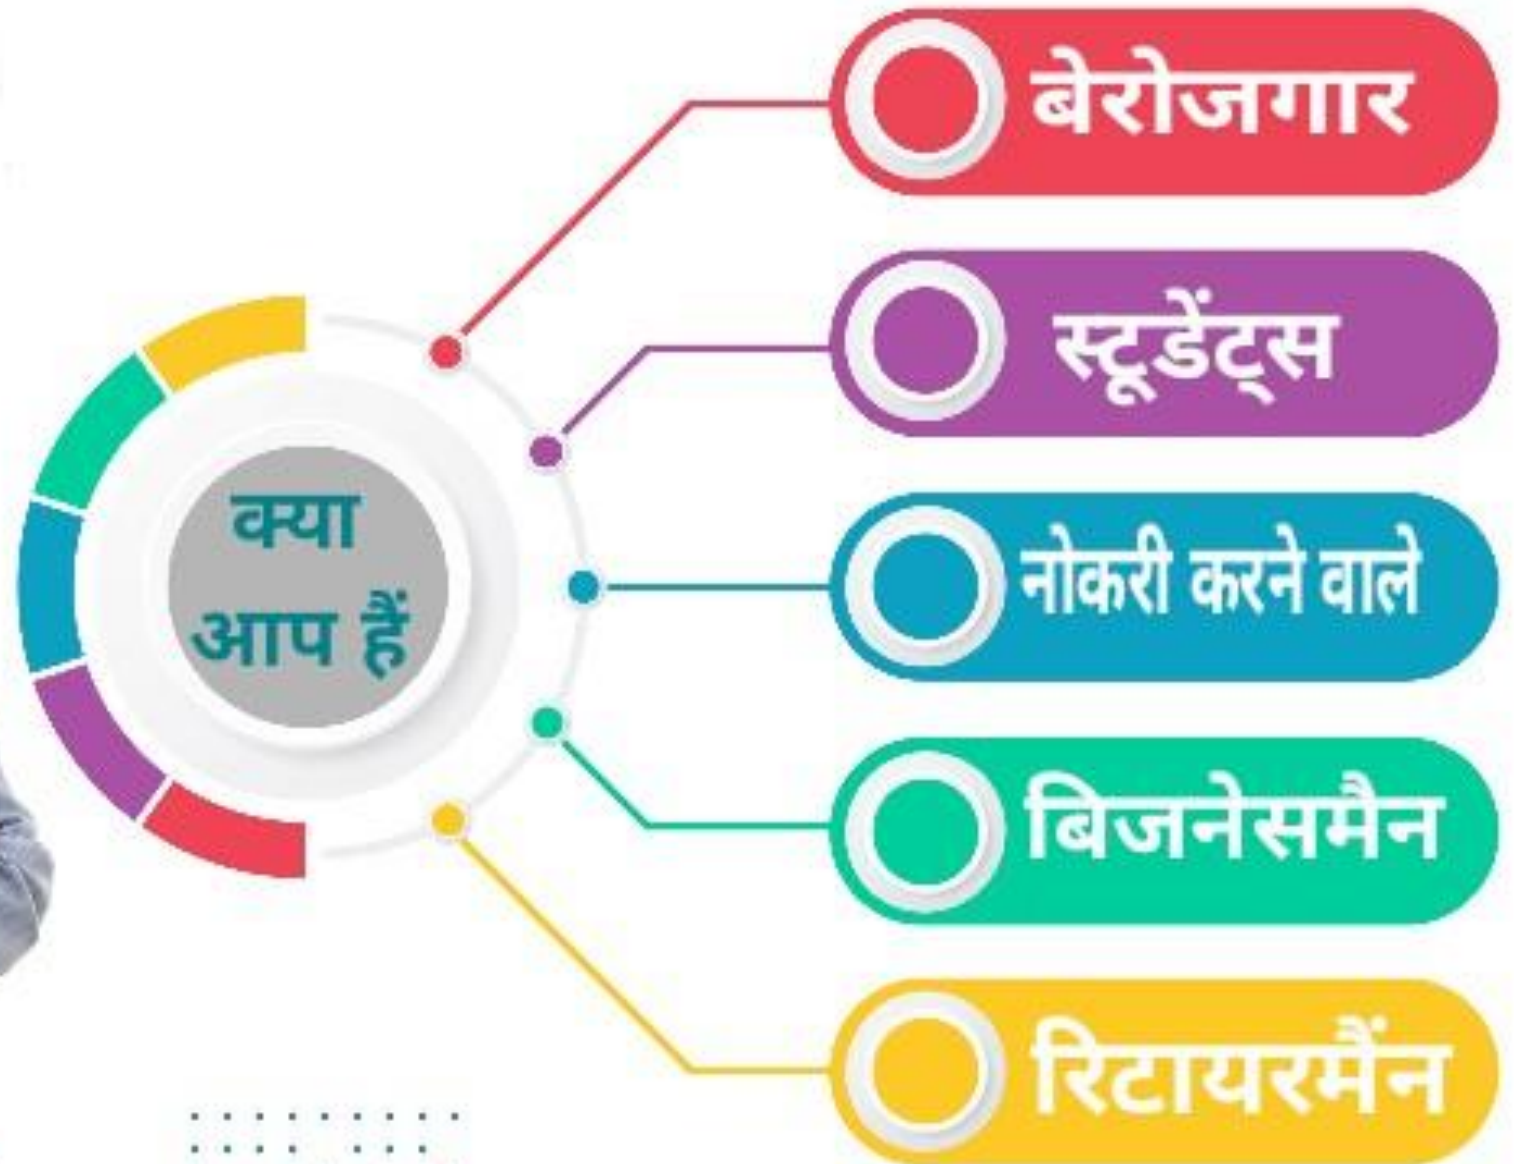 क्या
आप हैं
बेरोजगार
स्टूडेंट्स
नोकरी करने वाले
बिजनेसमैन
रिटायरमैंन